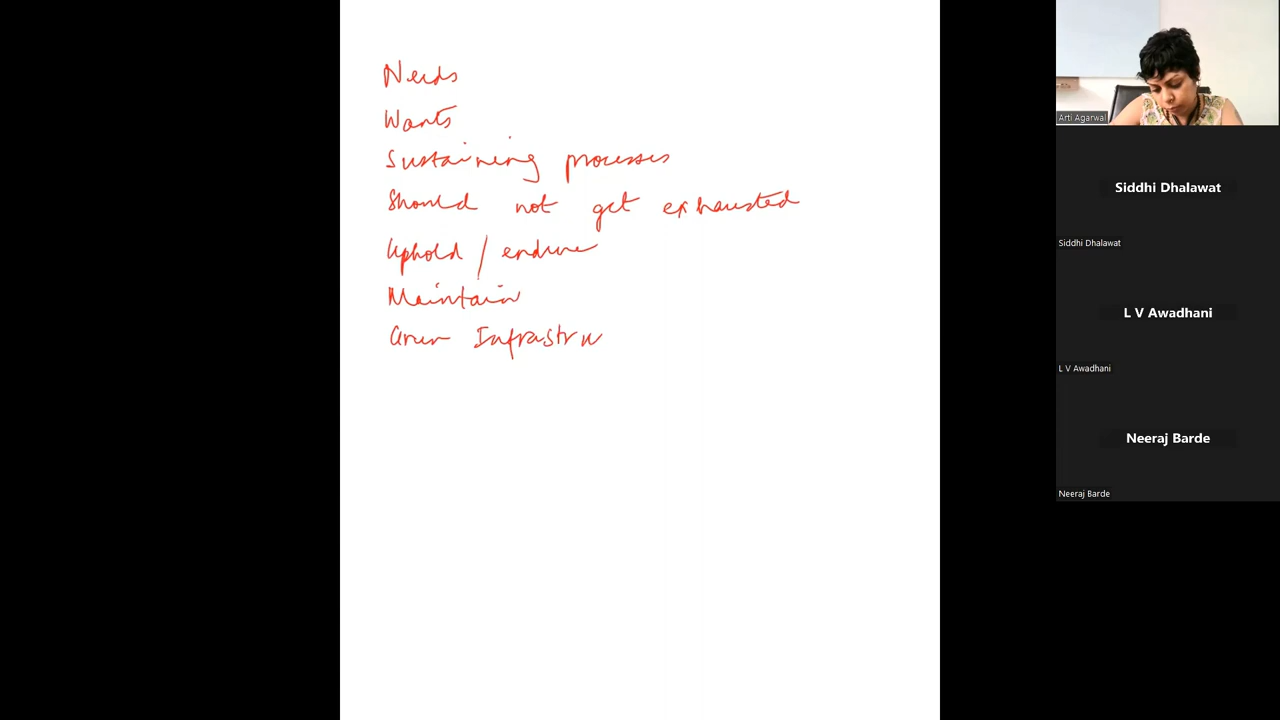 Needs
Wants
Sustaining processes
Should not get exhausted
Uphold / endure
Maintain
Green Infrastru
Arti Agarwal
Siddhi Dhalawat
Siddhi Dhalawat
L V Awadhani
L V Awadhani
Neeraj Barde
Neeraj Barde